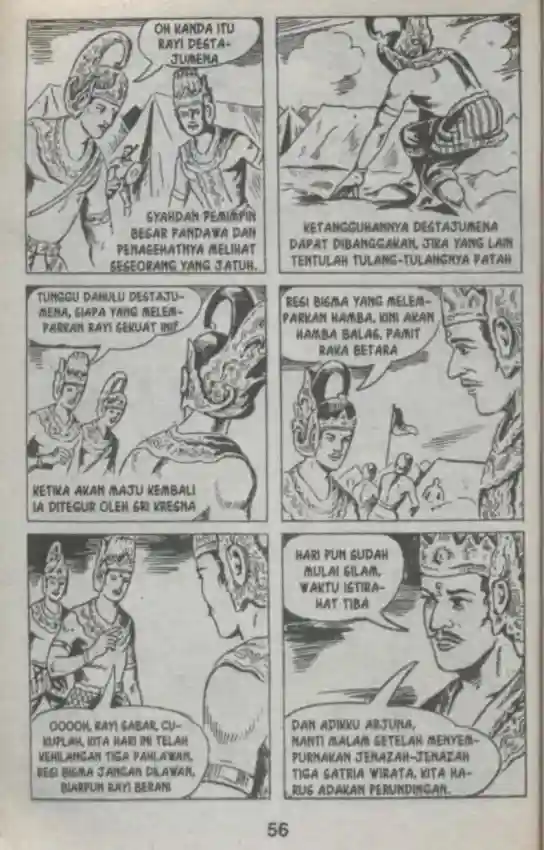 OH KANDA ITU
RAYI DESTA-
JUMENA
SYAHDAN PEMIMPIN
BESAR PANDAWA DAN
PENASEHATNYA MELIHAT
SESEORANG YANG JATUH.
KETANGGUHANNYA DESTAJUMENA
DAPAT DIBANGGAKAN, JIKA YANG LAIN
TENTULAH TULANG-TULANGNYA PATAH
TUNGGU DAHULU DESTAJU-
MENA, SIAPA YANG MELEM-
PARKAN RAYI SEKUAT INI?
KETIKA AKAN MAJU KEMBALI
IA DITEGUR OLEH SRI KRESNA
RESI BISMA YANG MELEM-
PARKAN HAMBA, KINI AKAN
HAMBA BALAS, PAMIT
RAKA BETARA
OOOOH, RAYI SABAR, CU-
KUPLAH, KITA HARI INI TELAH
KEHILANGAN TIGA PAHLAWAN,
RESI BISMA JANGAN DILAWAN,
BIARPUN RAYI BERANI
HARI PUN SUDAH
MULAI SILAM,
WAKTU ISTIRA-
HAT TIBA
DAN ADIKKU ARJUNA,
NANTI MALAM SETELAH MENYEM-
PURNAKAN JENAZAH-JENAZAH
TIGA SATRIA WIRATA, KITA HA-
RUS ADAKAN PERUNDINGAN.
56